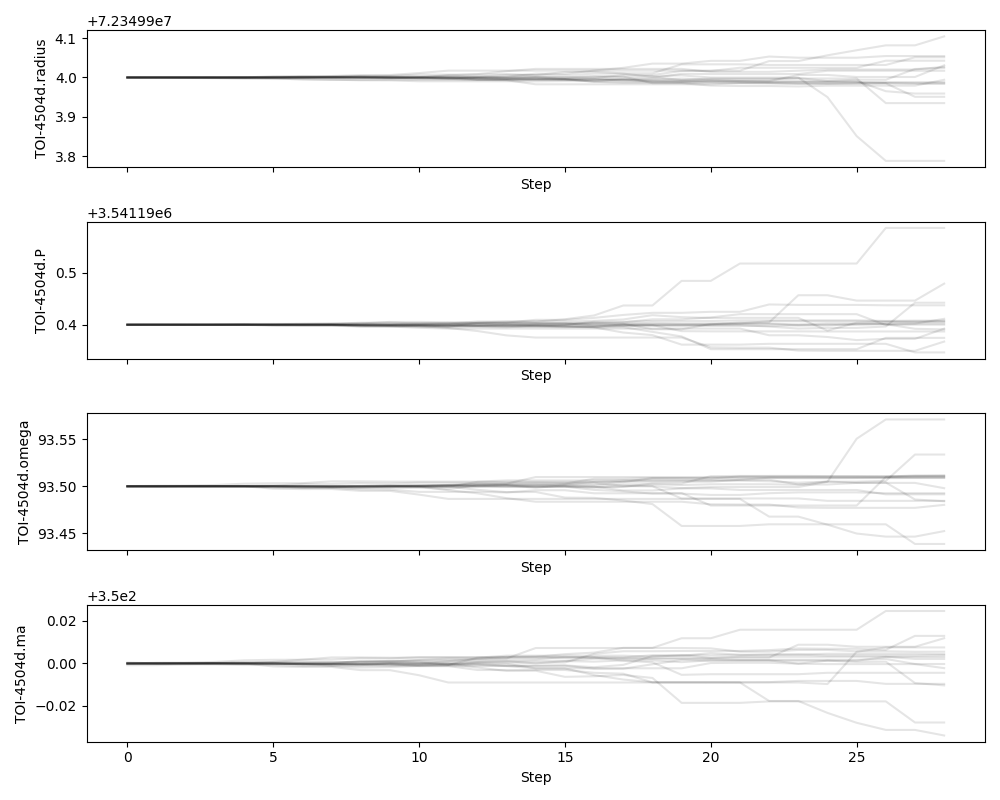 +7.23499e7
4.1
4.0
3.9
3.8
TOI-4504d.radius
Step
+3.54119e6
0.5
0.4
TOI-4504d.P
Step
93.55
93.50
93.45
TOI-4504d.omega
Step
+3.5e2
0.02
0.00
−0.02
TOI-4504d.ma
0 5 10 15 20 25
Step